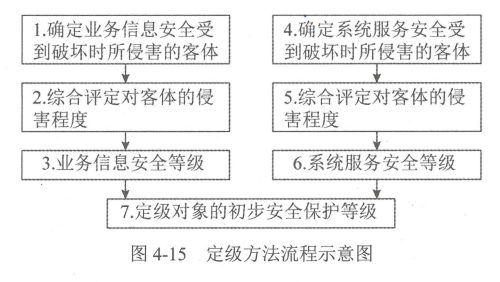 1.确定业务信息安全受
到破坏时所侵害的客体
2.综合评定对客体的侵
害程度
3.业务信息安全等级
4.确定系统服务安全受
到破坏时所侵害的客体
5.综合评定对客体的侵
害程度
6.系统服务安全等级
7.定级对象的初步安全保护等级
图 4-15 定级方法流程示意图